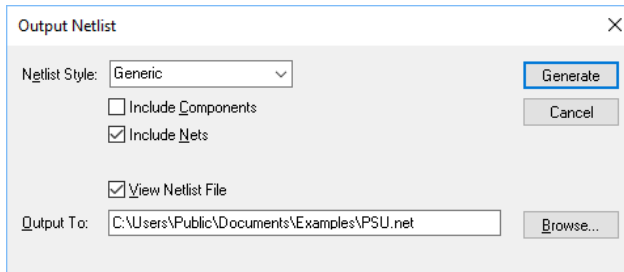 Output Netlist
Netlist Style: Generic Generate
Include Components Cancel
Include Nets
View Netlist File
Output To: C:\Users\Public\Documents\Examples\PSU.net Browse...